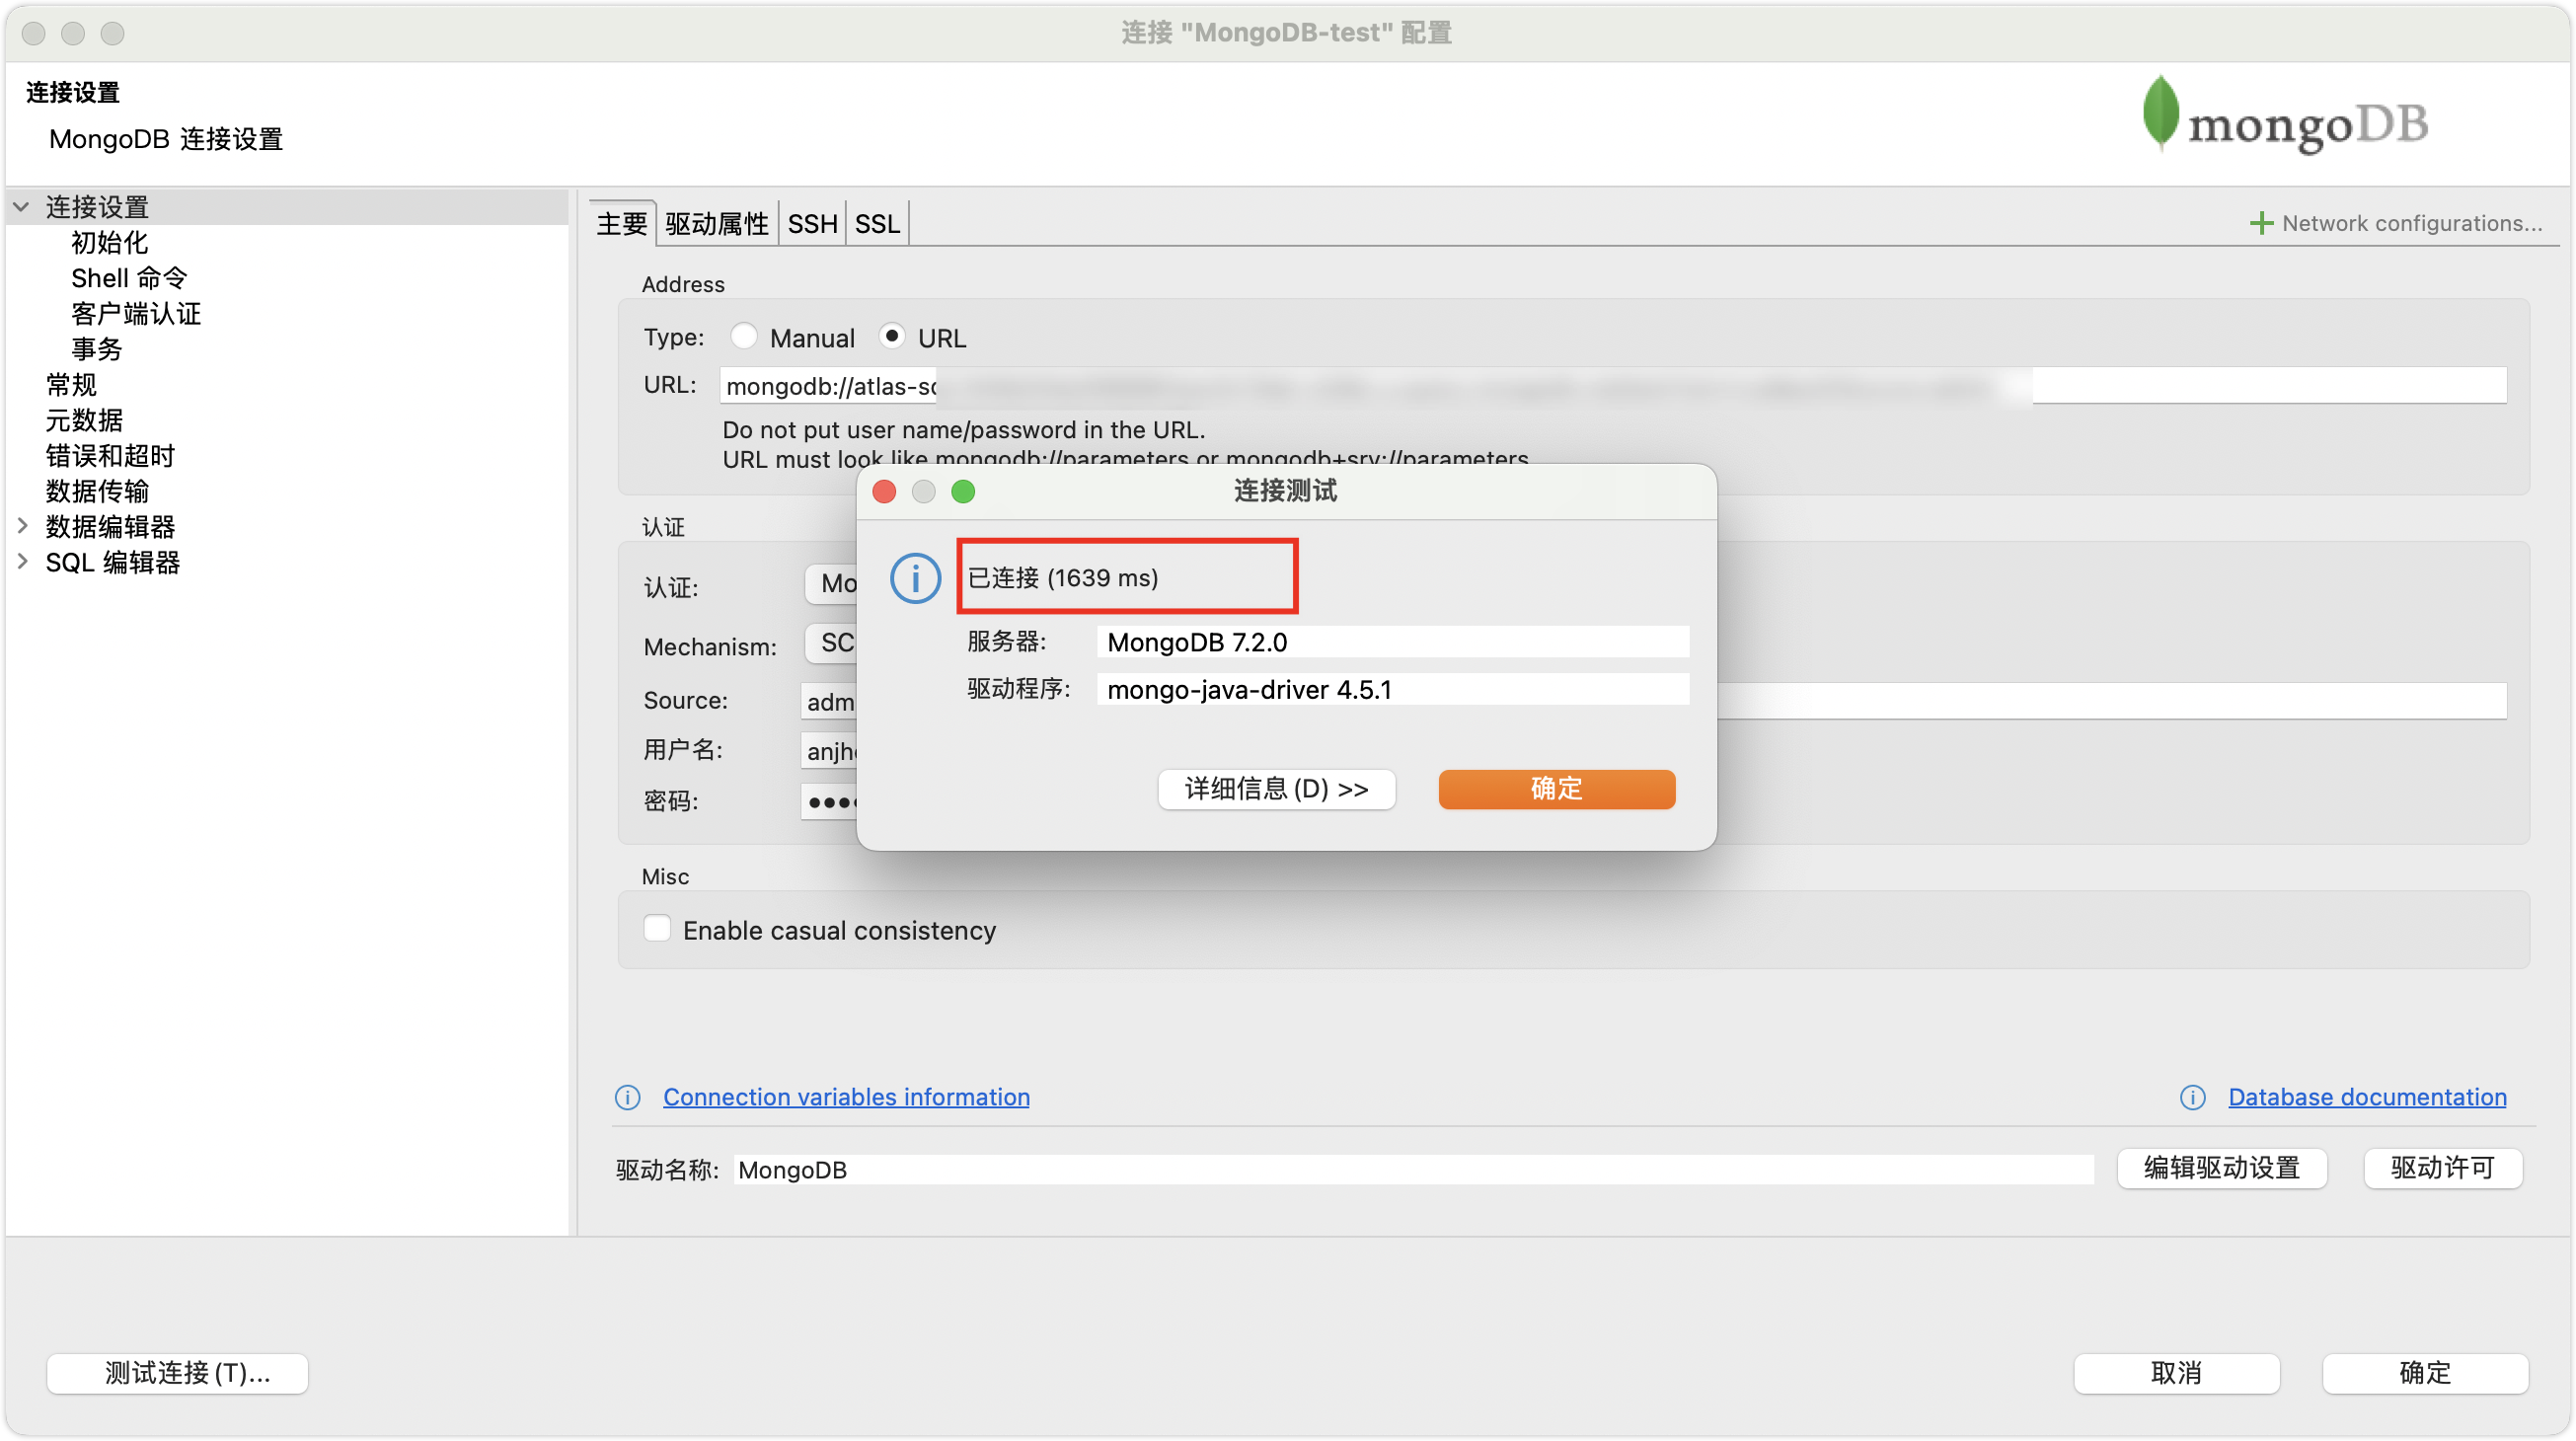 连接 "MongoDB-test" 配置
连接设置
MongoDB 连接设置
mongoDB
连接设置
初始化
Shell 命令
客户端认证
事务
常规
元数据
错误和超时
数据传输
数据编辑器
SQL 编辑器
主要 驱动属性 SSH SSL
Network configurations...
Address
Type: Manual URL
URL: mongodb://atlas-
Do not put user name/password in the URL.
URL must look like mongodb://parameters or mongodb+srv://parameters
认证
认证: Mo
Mechanism: SC
Source: adm
用户名: anjh
密码: ••••
连接测试
已连接 (1639 ms)
服务器: MongoDB 7.2.0
驱动程序: mongo-java-driver 4.5.1
详细信息(D) >>
确定
Misc
Enable casual consistency
Connection variables information
Database documentation
驱动名称: MongoDB
编辑驱动设置
驱动许可
测试连接(T)...
取消
确定